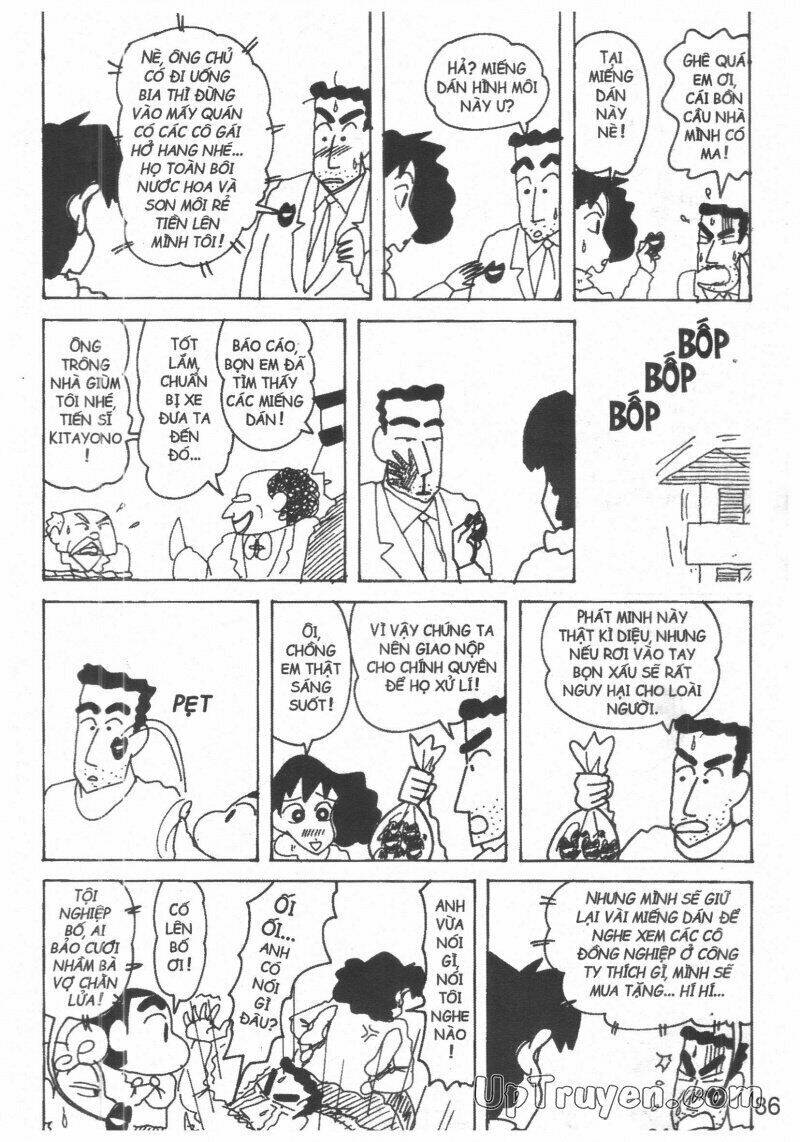 GHÊ QUÁ
EM ƠI,
CÁI BỒN
CẦU NHÀ
MÌNH CÓ
MA!
TẠI
MIẾNG
DÁN
NÀY
NÈ!
HẢ? MIẾNG
DÁN HÌNH MÔI
NÀY Ư?
NÈ, ÔNG CHỦ
CÓ ĐI UỐNG
BIA THÌ ĐỪNG
VÀO MẤY QUÁN
CÓ CÁC CÔ GÁI
HỞ HANG NHÉ...
HỌ TOÀN BÔI
NƯỚC HOA VÀ
SON MÔI RẺ
TIỀN LÊN
MÌNH TÔI!
BỐP
BỐP
BỐP
BÁO CÁO,
BỌN EM ĐÃ
TÌM THẤY
CÁC MIẾNG
DÁN!
TỐT
LẮM,
CHUẨN
BỊ XE
ĐƯA TA
ĐẾN
ĐÓ...
ÔNG
TRÔNG
NHÀ GIÙM
TÔI NHÉ,
TIẾN SĨ
KITAYONO
!
PHÁT MINH NÀY
THẬT KÌ DIỆU, NHƯNG
NẾU RƠI VÀO TAY
BỌN XẤU SẼ RẤT
NGUY HẠI CHO LOÀI
NGƯỜI.
VÌ VẬY CHÚNG TA
NÊN GIAO NỘP
CHO CHÍNH QUYỀN
ĐỂ HỌ XỬ LÍ!
ÔI,
CHỒNG
EM THẬT
SÁNG
SUỐT!
PẸT
NHƯNG MÌNH SẼ GIỮ
LẠI VÀI MIẾNG DÁN ĐỂ
NGHE XEM CÁC CÔ
ĐỒNG NGHIỆP Ở CÔNG
TY THÍCH GÌ, MÌNH SẼ
MUA TẶNG... HÍ HÍ...
ANH
VỪA
NÓI
GÌ,
NÓI
TÔI
NGHE
NÀO
!
ỐI
ỐI...
ANH
CÓ
NÓI
GÌ
ĐÂU?
CỐ
LÊN
BỐ
ƠI!
TỘI
NGHIỆP
BỐ, AI
BẢO CƯỚI
NHẦM BÀ
VỢ CHẰN
LỬA!
UpTruyen.com
86